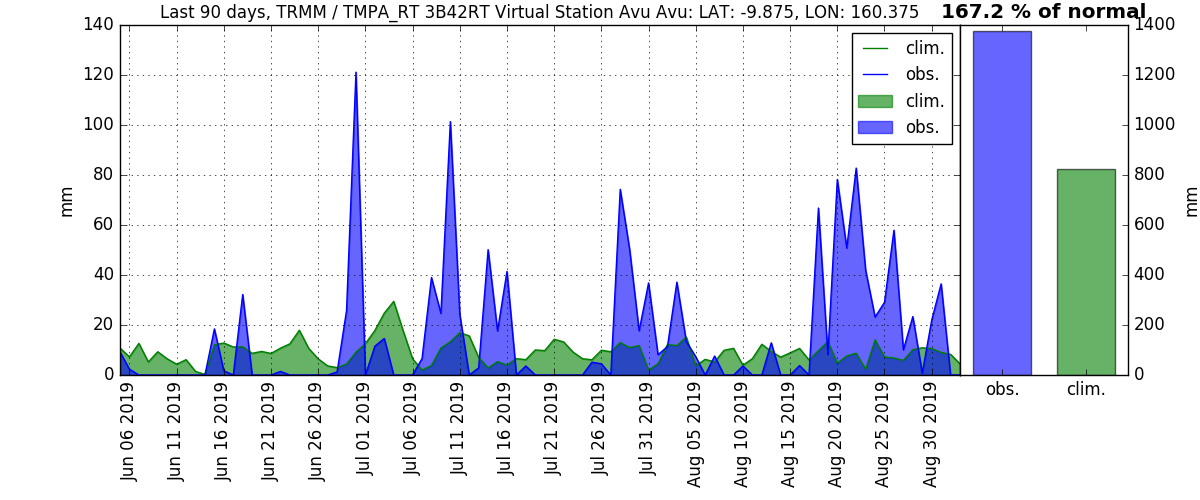 Last 90 days, TRMM / TMPA_RT 3B42RT Virtual Station Avu Avu: LAT: -9.875, LON: 160.375
167.2 % of normal
140
120
100
80
60
40
20
0
mm
clim.
obs.
clim.
obs.
1400
1200
1000
800
600
400
200
0
mm
obs.
clim.
Jun 06 2019
Jun 11 2019
Jun 16 2019
Jun 21 2019
Jun 26 2019
Jul 01 2019
Jul 06 2019
Jul 11 2019
Jul 16 2019
Jul 21 2019
Jul 26 2019
Jul 31 2019
Aug 05 2019
Aug 10 2019
Aug 15 2019
Aug 20 2019
Aug 25 2019
Aug 30 2019